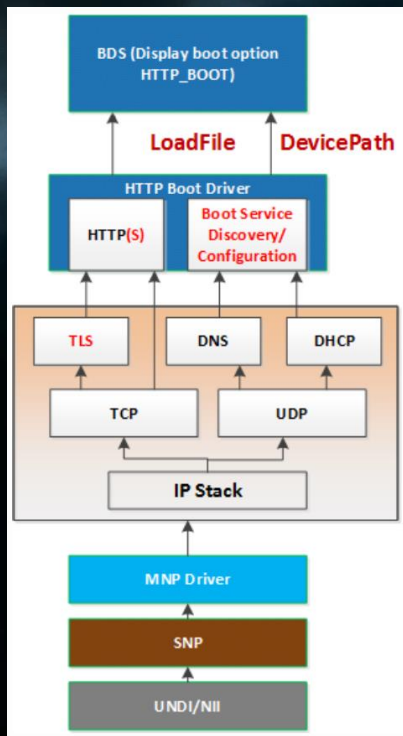 BDS (Display boot option
HTTP_BOOT)
LoadFile
DevicePath
HTTP Boot Driver
HTTP(S)
Boot Service
Discovery/
Configuration
TLS
DNS
DHCP
TCP
UDP
IP Stack
MNP Driver
SNP
UNDI/NII